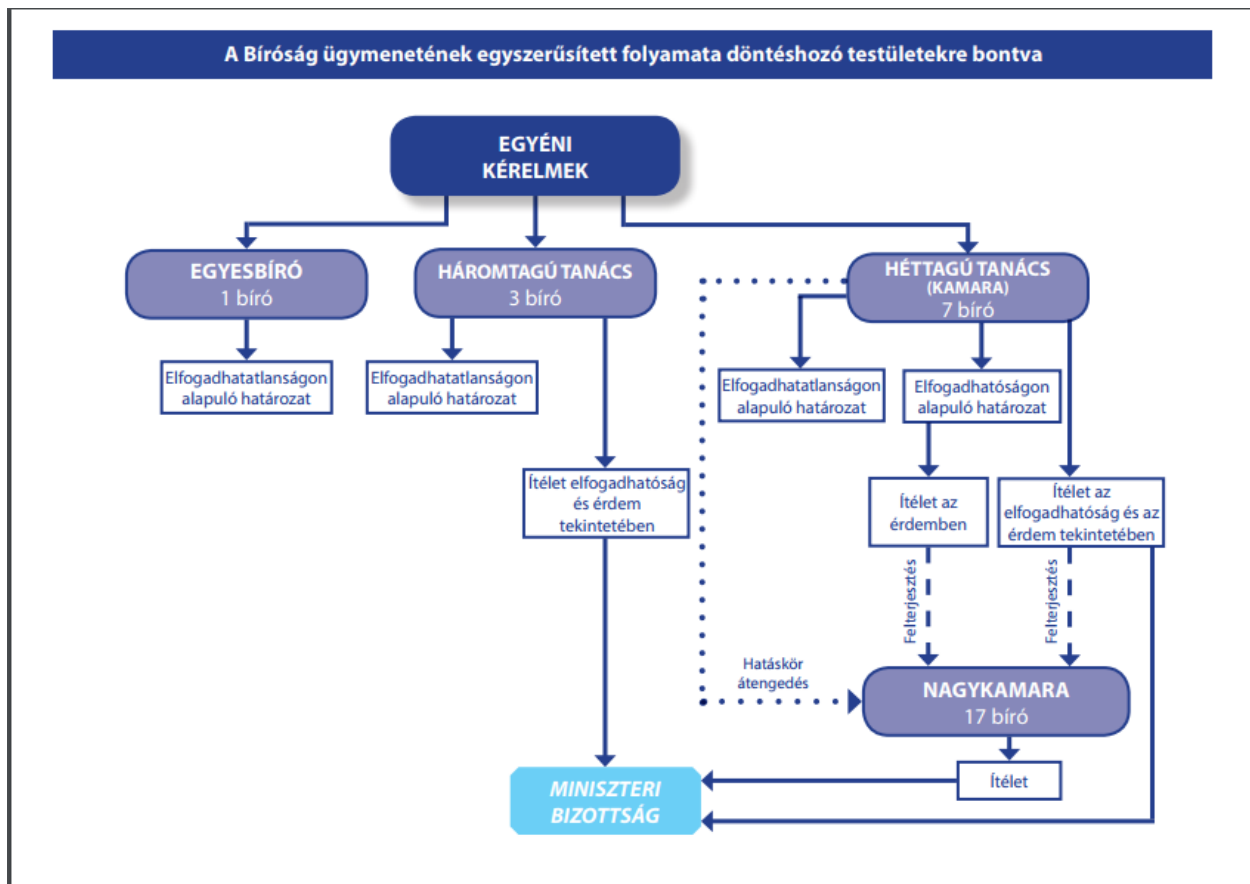 A Bíróság ügymenetének egyszerűsített folyamata döntéshozó testületekre bontva
EGYÉNI
KÉRELMEK
EGYESBÍRÓ
1 bíró
HÁROMTAGÚ TANÁCS
3 bíró
HÉTTAGÚ TANÁCS
(KAMARA)
7 bíró
Elfogadhatatlanságon
alapuló határozat
Elfogadhatatlanságon
alapuló határozat
Elfogadhatatlanságon
alapuló határozat
Elfogadhatóságon
alapuló határozat
Ítélet elfogadhatóság
és érdem
tekintetében
Ítélet az
érdemben
Ítélet az
elfogadhatóság és az
érdem tekintetében
Felterjesztés
Felterjesztés
Hatáskör
átengedés
NAGYKAMARA
17 bíró
Ítélet
MINISZTERI
BIZOTTSÁG